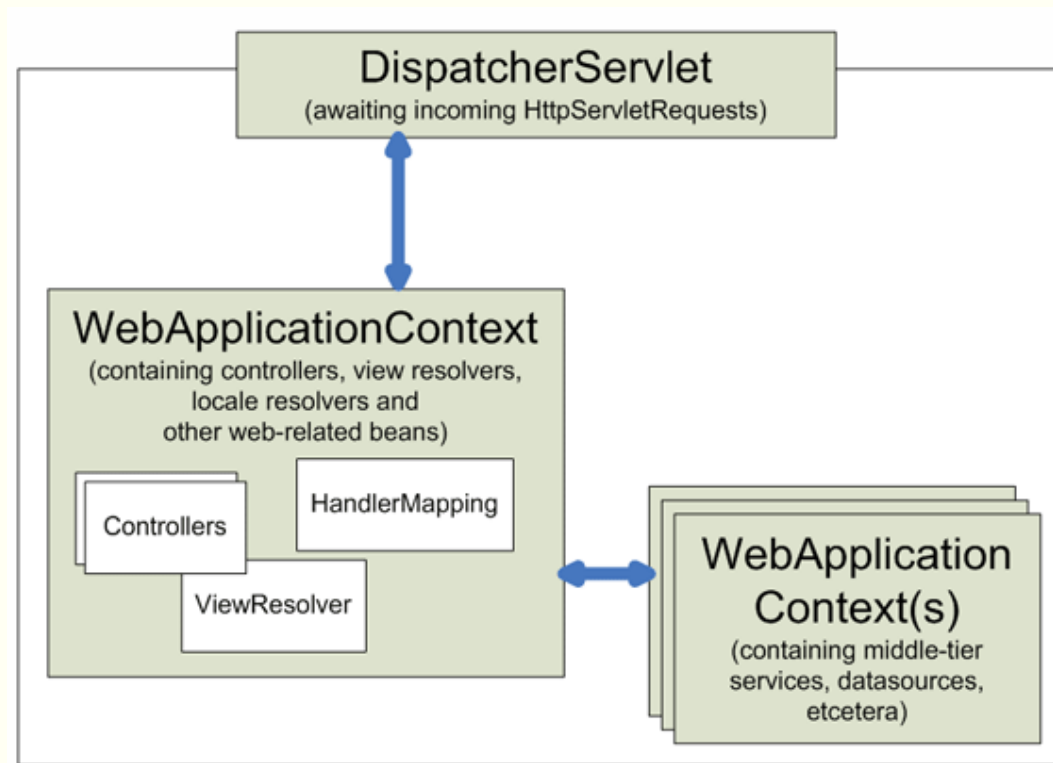 DispatcherServlet
(awaiting incoming HttpServletRequests)
WebApplicationContext
(containing controllers, view resolvers,
locale resolvers and
other web-related beans)
Controllers
HandlerMapping
ViewResolver
WebApplication
Context(s)
(containing middle-tier
services, datasources,
etcetera)